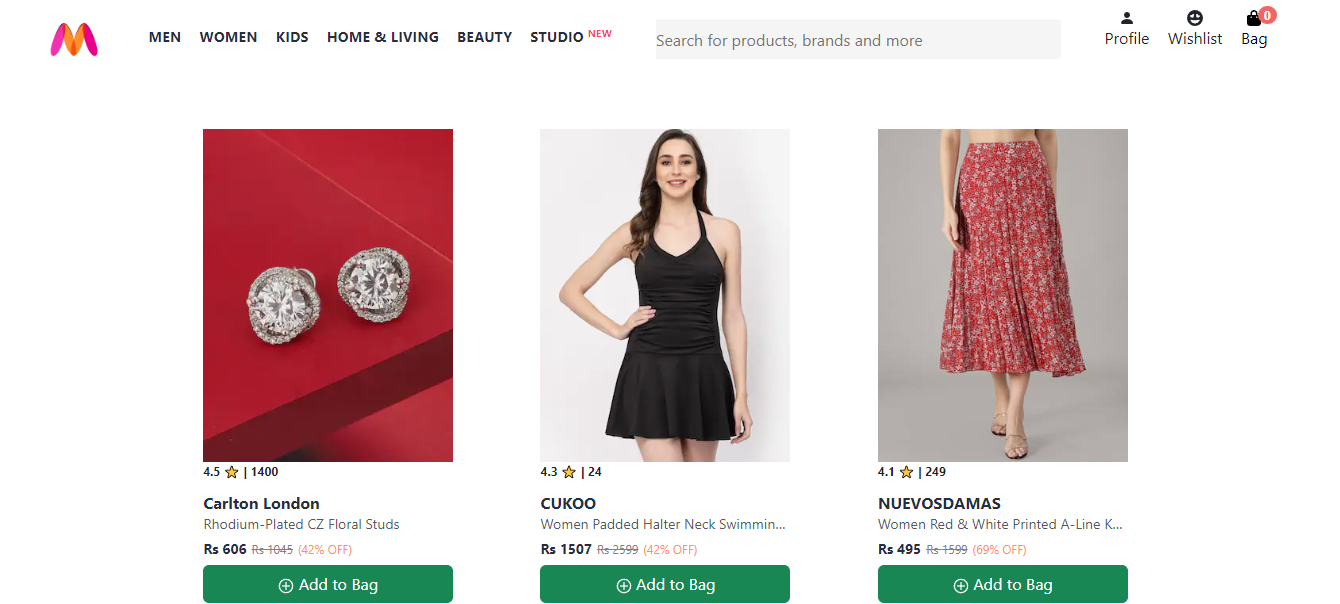 MEN WOMEN KIDS HOME & LIVING BEAUTY STUDIO NEW
Search for products, brands and more
Profile Wishlist Bag 0
4.5 ⭐ | 1400
Carlton London
Rhodium-Plated CZ Floral Studs
Rs 606 Rs 1045 (42% OFF)
Add to Bag
4.3 ⭐ | 24
CUKOO
Women Padded Halter Neck Swimmin...
Rs 1507 Rs 2599 (42% OFF)
Add to Bag
4.1 ⭐ | 249
NUEVOSDAMAS
Women Red & White Printed A-Line K...
Rs 495 Rs 1599 (69% OFF)
Add to Bag